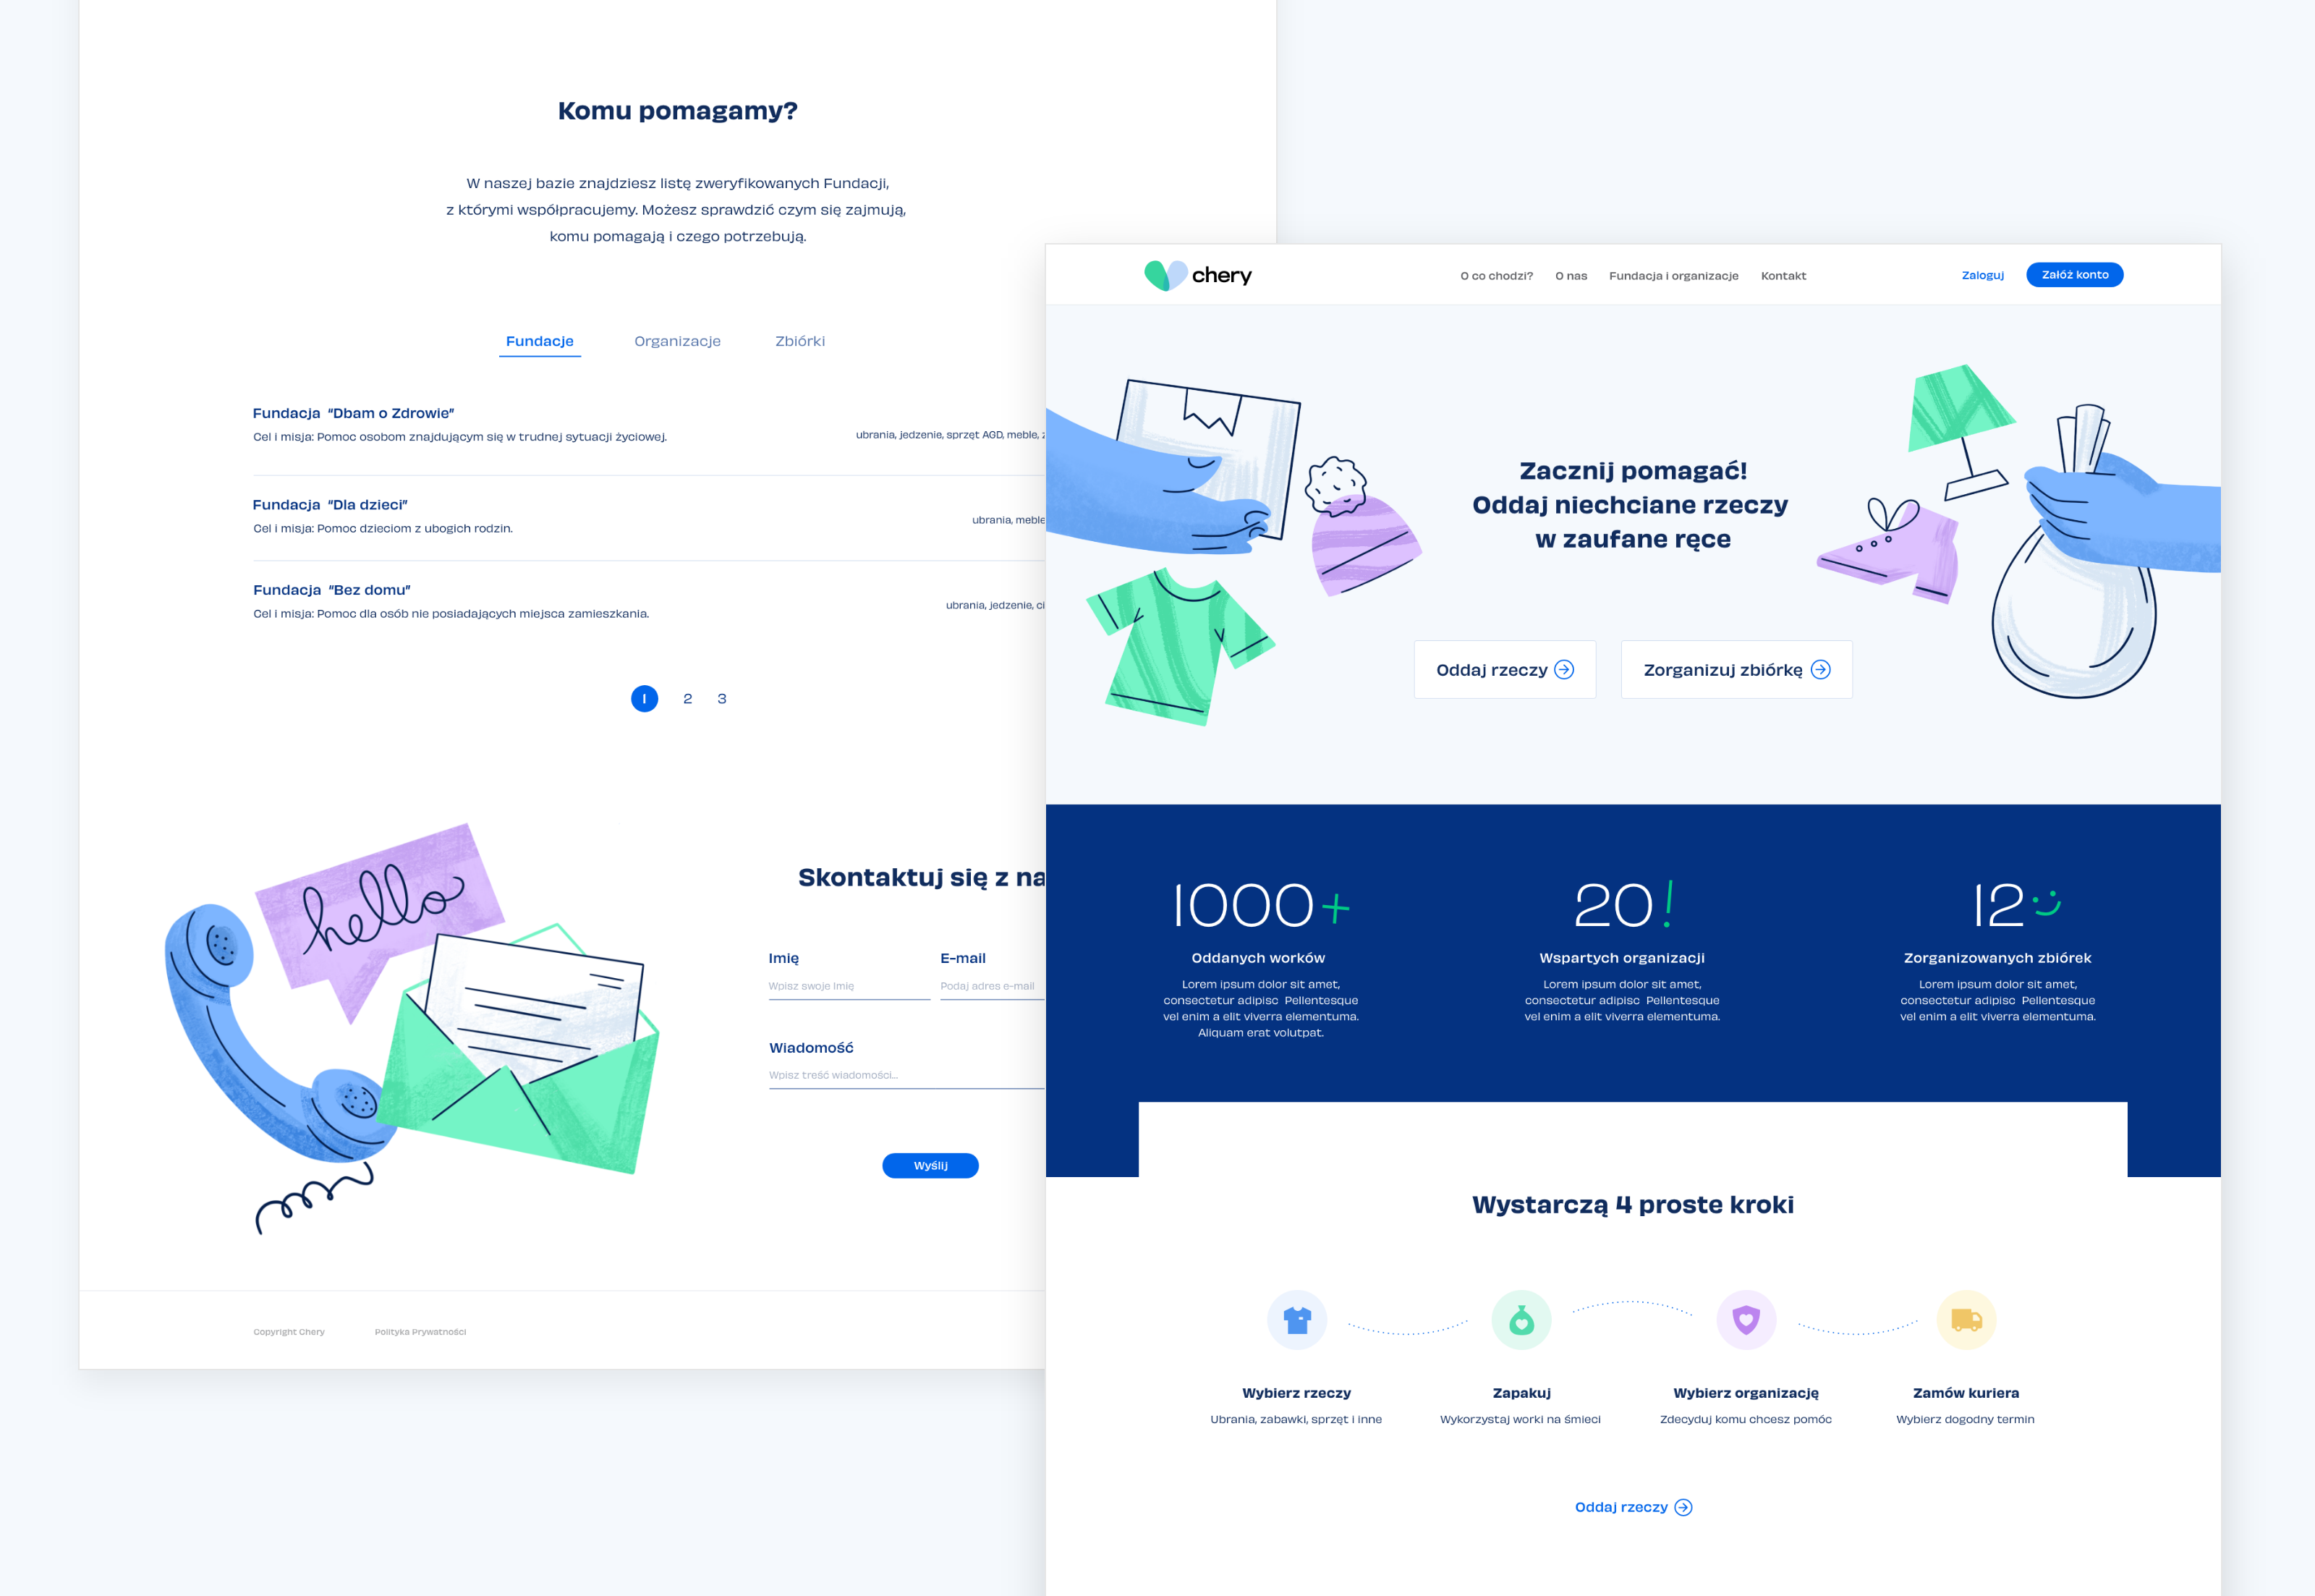 Komu pomagamy?
W naszej bazie znajdziesz listę zweryfikowanych Fundacji,
z którymi współpracujemy. Możesz sprawdzić czym się zajmują,
komu pomagają i czego potrzebują.
Fundacje Organizacje Zbiórki
Fundacja “Dbam o Zdrowie”
Cel i misja: Pomoc osobom znajdującym się w trudnej sytuacji życiowej.
ubrania, jedzenie, sprzęt AGD, meble,
Fundacja “Dla dzieci”
Cel i misja: Pomoc dzieciom z ubogich rodzin.
ubrania, meble
Fundacja “Bez domu”
Cel i misja: Pomoc dla osób nie posiadających miejsca zamieszkania.
ubrania, jedzenie,
1 2 3
hello
Skontaktuj się z
Imię E-mail
Wpisz swoje imię Podaj adres e-mail
Wiadomość
Wpisz treść wiadomości...
Wyślij
Copyright Chery Polityka Prywatności
chery
O co chodzi? O nas Fundacja i organizacje Kontakt
Zaloguj Załóż konto
Zacznij pomagać!
Oddaj niechciane rzeczy
w zaufane ręce
Oddaj rzeczy Zorganizuj zbiórkę
1000+
Oddanych worków
Lorem ipsum dolor sit amet,
consectetur adipisc Pellentesque
vel enim a elit viverra elementuma.
Aliquam erat volutpat.
20!
Wspartych organizacji
Lorem ipsum dolor sit amet,
consectetur adipisc Pellentesque
vel enim a elit viverra elementuma.
12
Zorganizowanych zbiórek
Lorem ipsum dolor sit amet,
consectetur adipisc Pellentesque
vel enim a elit viverra elementuma.
Wystarczą 4 proste kroki
Wybierz rzeczy
Ubrania, zabawki, sprzęt i inne
Zapakuj
Wykorzystaj worki na śmieci
Wybierz organizację
Zdecyduj komu chcesz pomóc
Zamów kuriera
Wybierz dogodny termin
Oddaj rzeczy